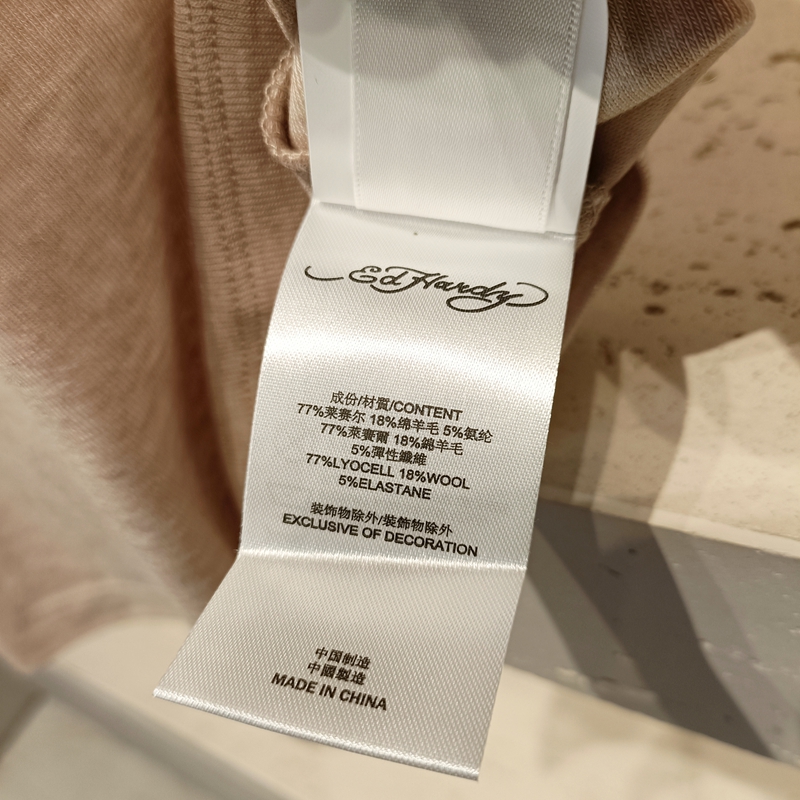 Ed Hardy
成份/材質/CONTENT
77%莱赛尔 18%绵羊毛 5%氨纶
77%萊賽爾 18%綿羊毛
5%彈性纖維
77%LYOCELL 18%WOOL
5%ELASTANE
装饰物除外/裝飾物除外
EXCLUSIVE OF DECORATION
中国制造
中國製造
MADE IN CHINA